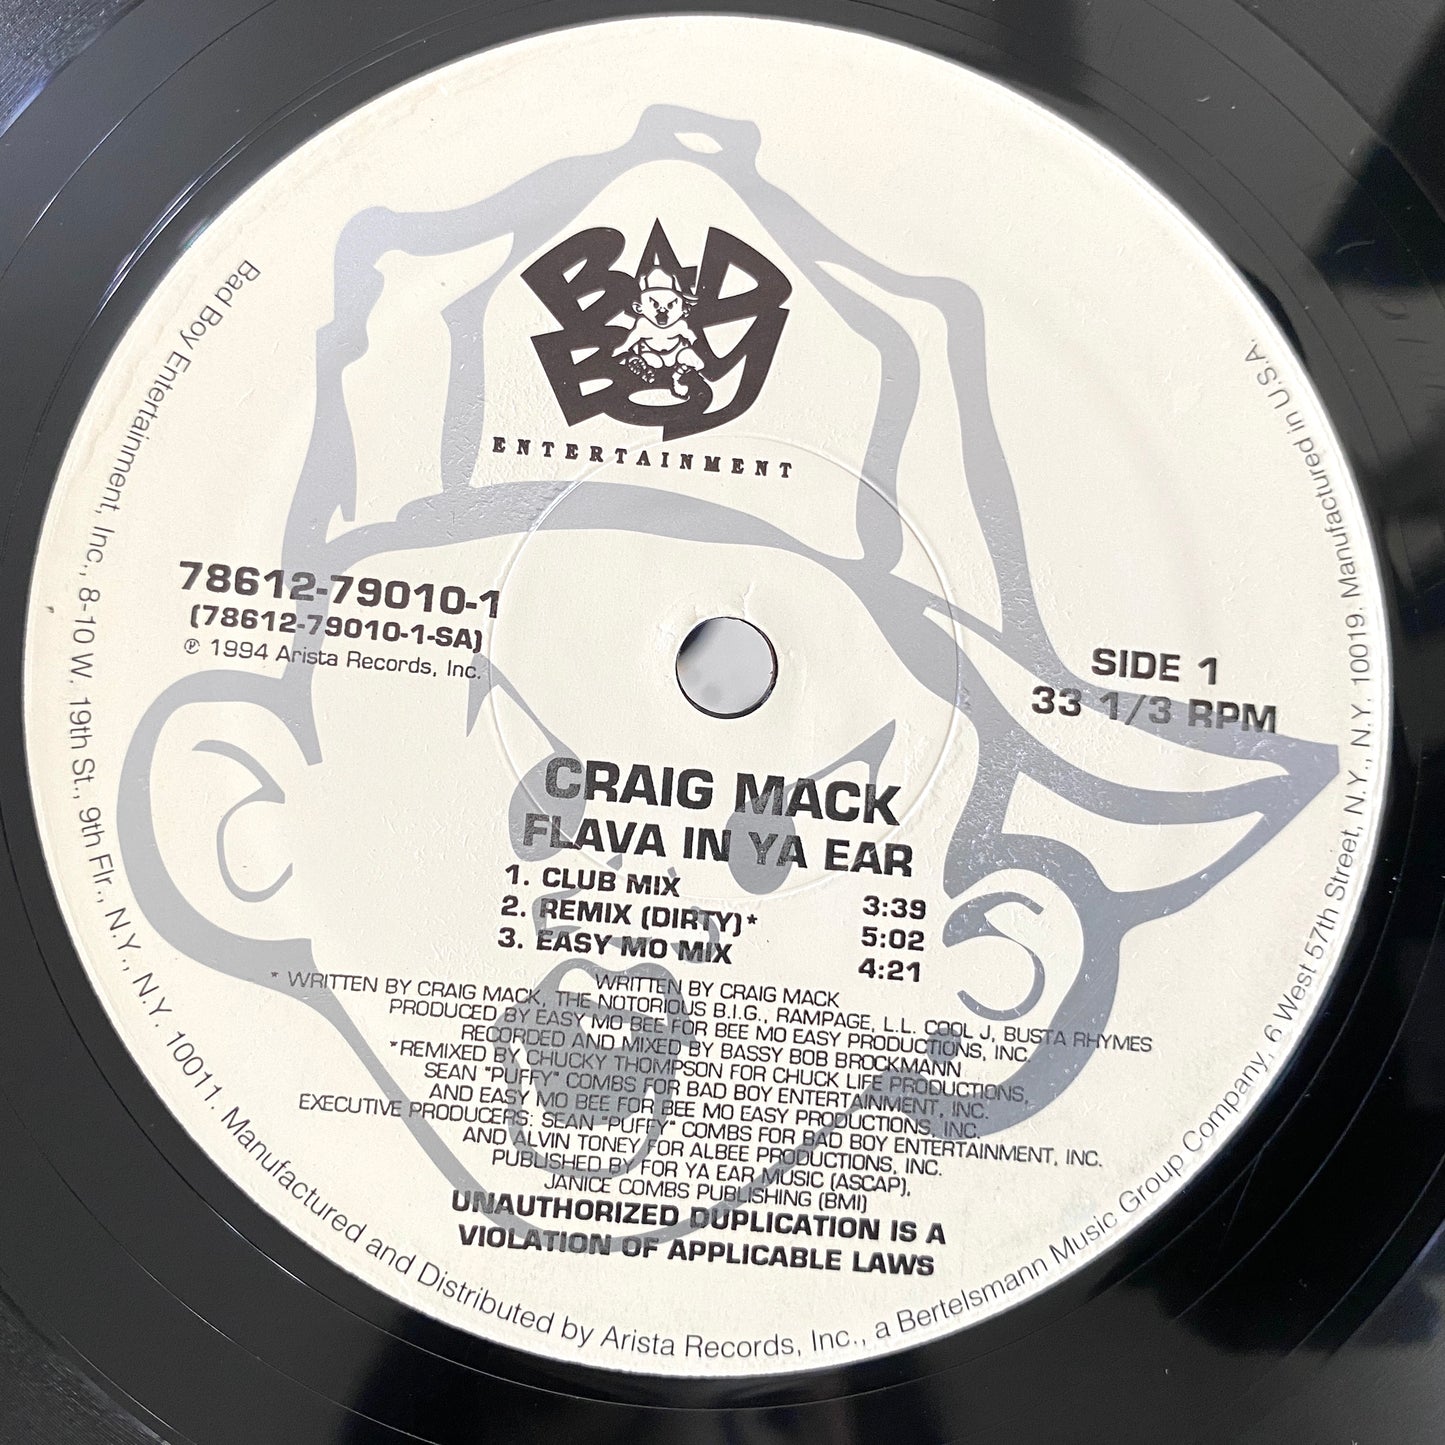 BAD
BOY
ENTERTAINMENT
78612-79010-1
(78612-79010-1-SA)
℗ 1994 Arista Records, Inc.
SIDE 1
33 1/3 RPM
CRAIG MACK
FLAVA IN YA EAR
1. CLUB MIX 3:39
2. REMIX (DIRTY)* 5:02
3. EASY MO MIX 4:21
WRITTEN BY CRAIG MACK
* WRITTEN BY CRAIG MACK, THE NOTORIOUS B.I.G., RAMPAGE, L.L. COOL J, BUSTA RHYMES
PRODUCED BY EASY MO BEE FOR BEE MO EASY PRODUCTIONS, INC.
RECORDED AND MIXED BY BASSY BOB BROCKMANN
*REMIXED BY CHUCKY THOMPSON FOR CHUCK LIFE PRODUCTIONS,
SEAN "PUFFY" COMBS FOR BAD BOY ENTERTAINMENT, INC.
AND EASY MO BEE FOR BEE MO EASY PRODUCTIONS, INC.
EXECUTIVE PRODUCERS: SEAN "PUFFY" COMBS FOR BAD BOY ENTERTAINMENT, INC.
AND ALVIN TONEY FOR ALBEE PRODUCTIONS, INC.
PUBLISHED BY FOR YA EAR MUSIC (ASCAP),
JANICE COMBS PUBLISHING (BMI)
UNAUTHORIZED DUPLICATION IS A
VIOLATION OF APPLICABLE LAWS
Bad Boy Entertainment, Inc., 8-10 W. 19th St., 9th Flr., N.Y., N.Y. 10011. Manufactured and Distributed by Arista Records, Inc., a Bertelsmann Music Group Company, 6 West 57th Street, N.Y., N.Y. 10019. Manufactured in U.S.A.